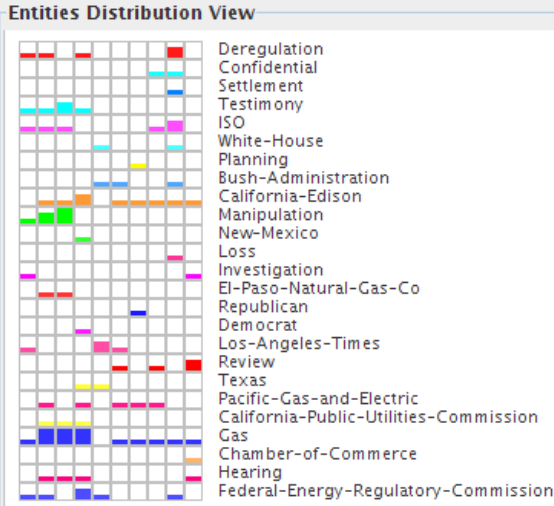 Entities Distribution View
Deregulation
Confidential
Settlement
Testimony
ISO
White-House
Planning
Bush-Administration
California-Edison
Manipulation
New-Mexico
Loss
Investigation
El-Paso-Natural-Gas-Co
Republican
Democrat
Los-Angeles-Times
Review
Texas
Pacific-Gas-and-Electric
California-Public-Utilities-Commission
Gas
Chamber-of-Commerce
Hearing
Federal-Energy-Regulatory-Commission